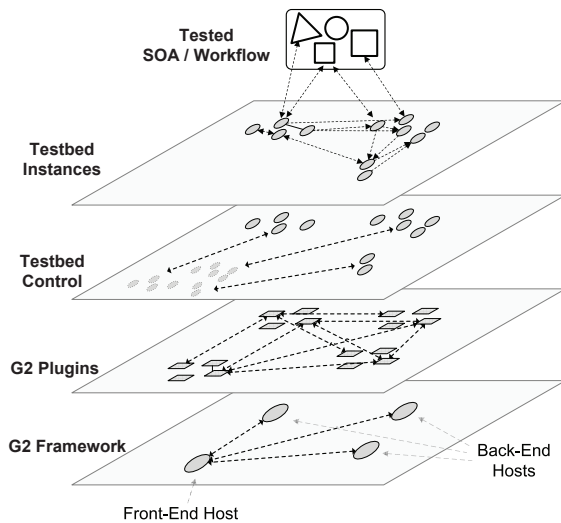 Tested
SOA / Workflow
Testbed
Instances
Testbed
Control
G2 Plugins
G2 Framework
Back-End
Hosts
Front-End Host